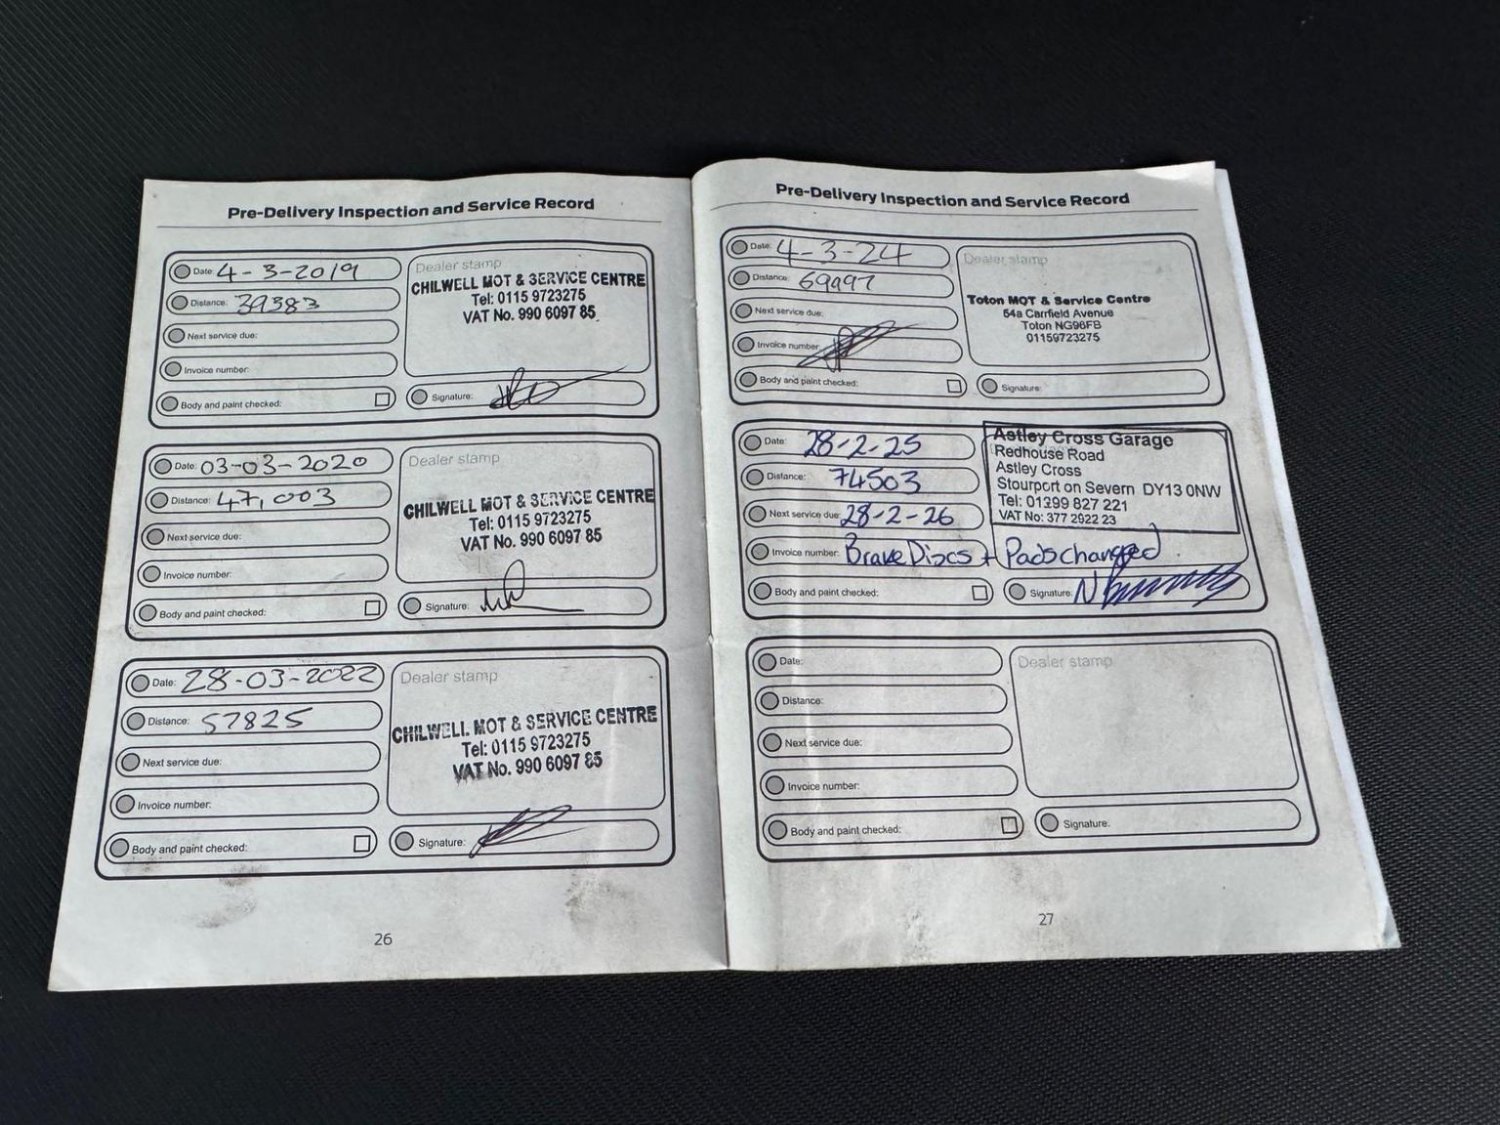 Pre-Delivery Inspection and Service Record
Date: 4-3-2019
Distance: 39383
Next service due:
Invoice number:
Body and paint checked:
Dealer stamp
CHILWELL MOT & SERVICE CENTRE
Tel: 0115 9723275
VAT No. 990 6097 85
Signature:
Date: 03-03-2020
Distance: 47,003
Next service due:
Invoice number:
Body and paint checked:
Dealer stamp
CHILWELL MOT & SERVICE CENTRE
Tel: 0115 9723275
VAT No. 990 6097 85
Signature:
Date: 28-03-2022
Distance: 57825
Next service due:
Invoice number:
Body and paint checked:
Dealer stamp
CHILWELL MOT & SERVICE CENTRE
Tel: 0115 9723275
VAT No. 990 6097 85
Signature:
26
Pre-Delivery Inspection and Service Record
Date: 4-3-24
Distance: 69997
Next service due:
Invoice number:
Body and paint checked:
Dealer stamp
Toton MOT & Service Centre
64a Carrfield Avenue
Toton NG96FB
01159723275
Signature:
Date: 28-2-25
Distance: 74503
Next service due: 28-2-26
Invoice number: Brake Discs + Pads changed.
Body and paint checked:
Astley Cross Garage
Redhouse Road
Astley Cross
Stourport on Severn DY13 0NW
Tel: 01299 827 221
VAT No: 377 2922 23
Signature:
Date:
Distance:
Next service due:
Invoice number:
Body and paint checked:
Dealer stamp
Signature:
27